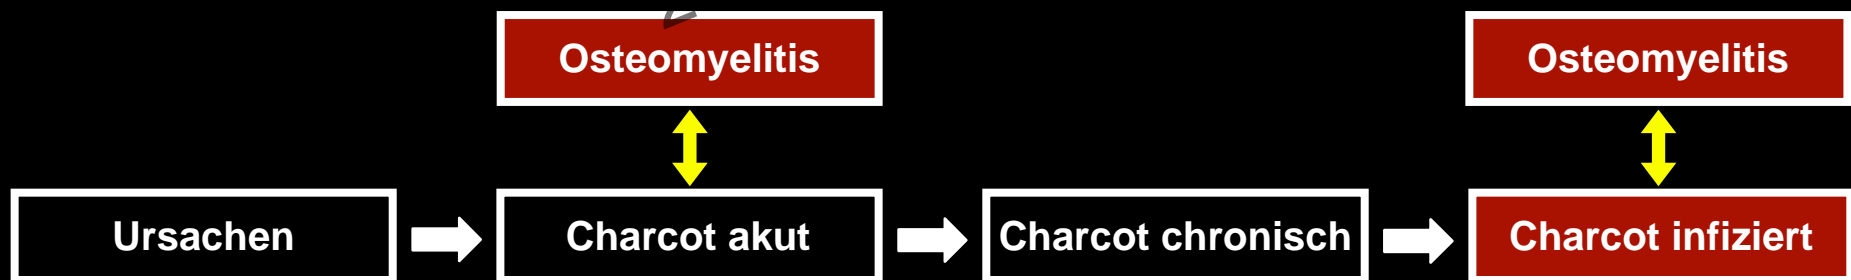 Osteomyelitis
Osteomyelitis
Ursachen
Charcot akut
Charcot chronisch
Charcot infiziert